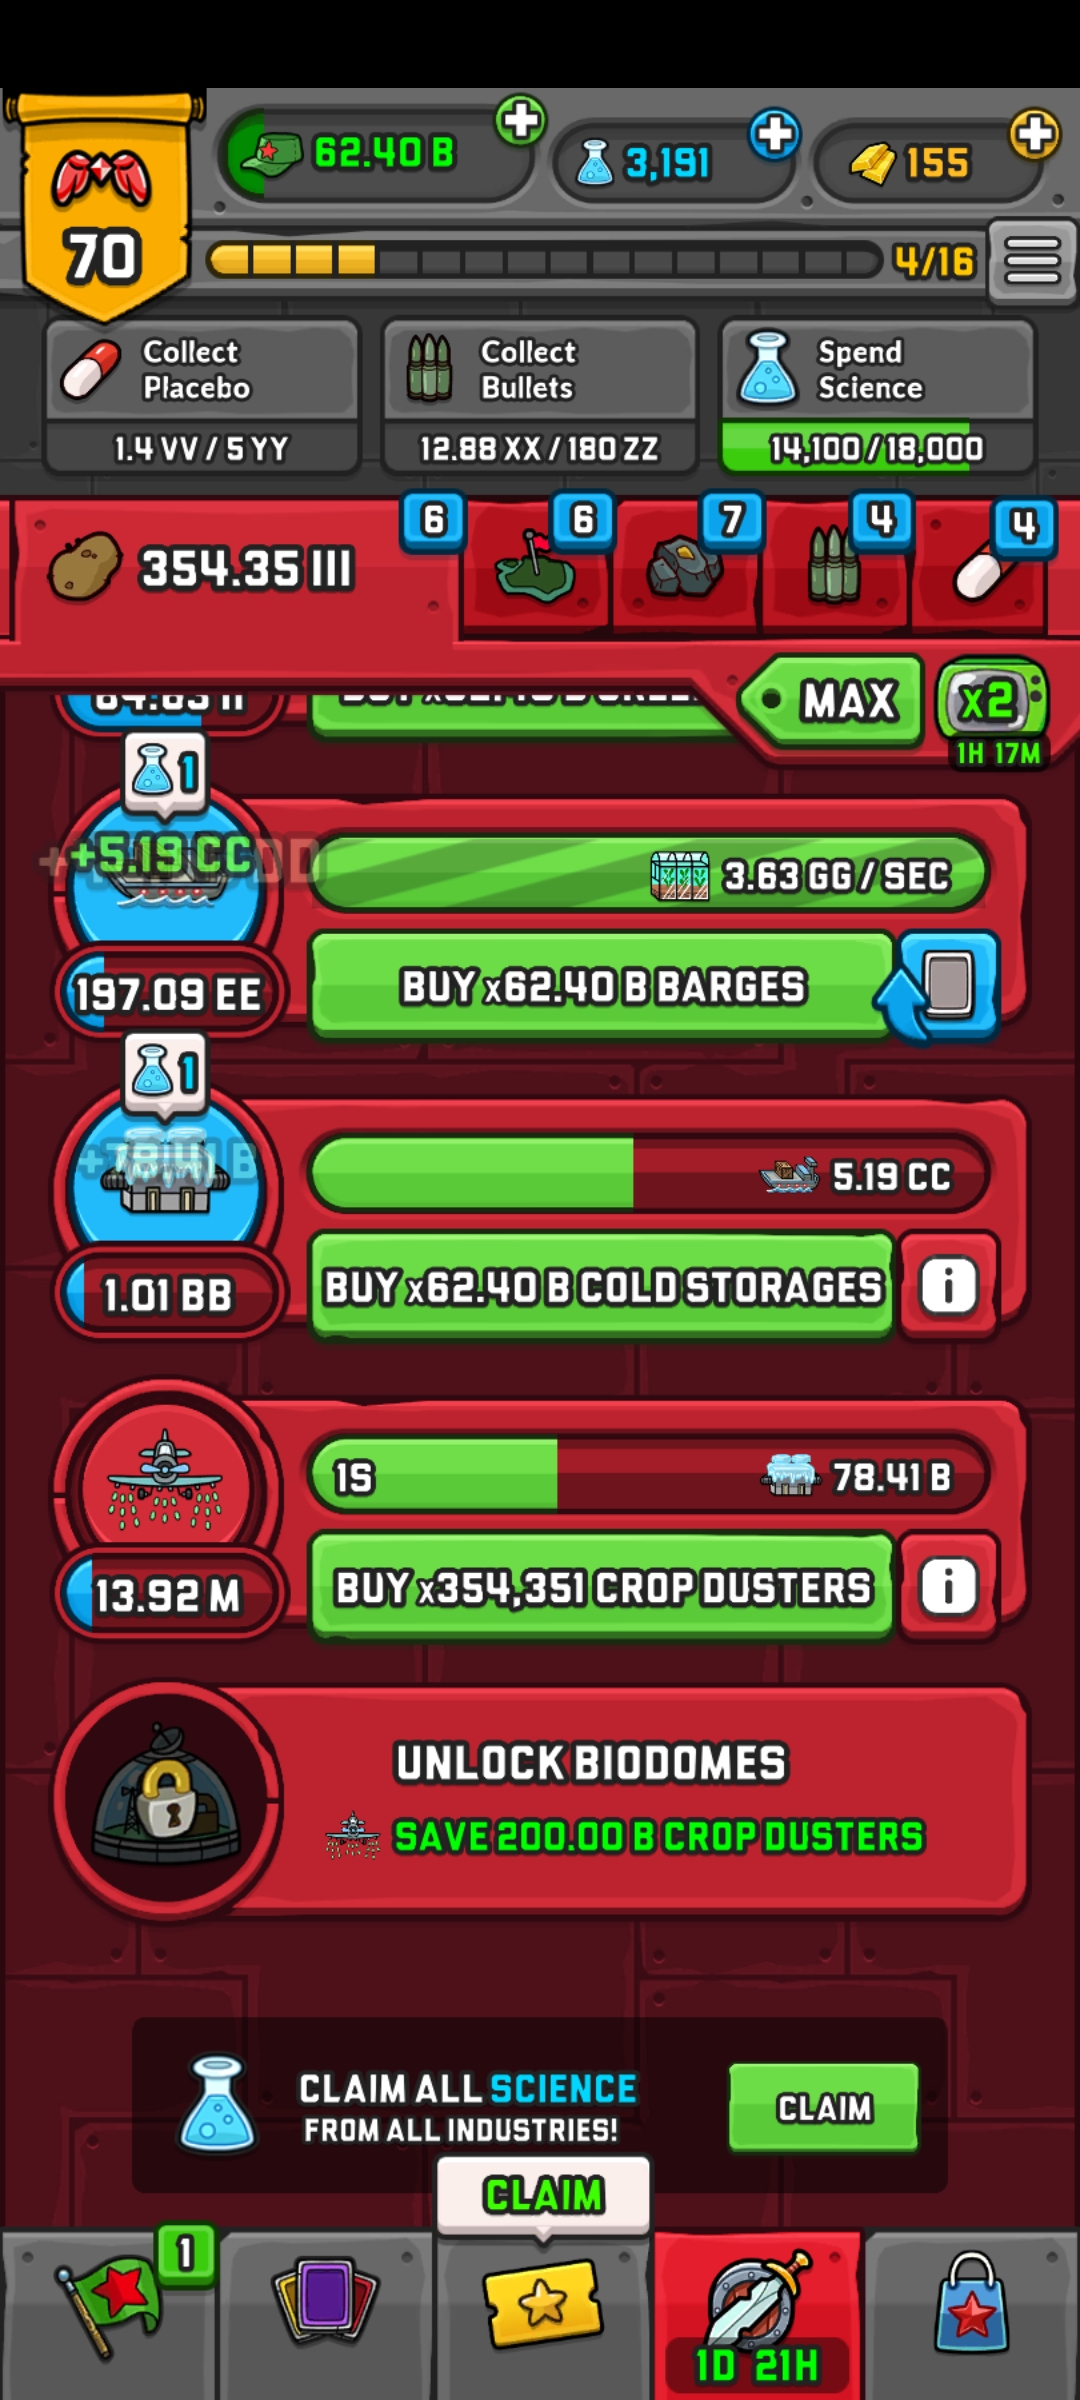 62.40 B
3,191
155
70
4/16
Collect
Placebo
1.4 VV / 5 YY
Collect
Bullets
12.88 XX / 180 ZZ
Spend
Science
14,100 / 18,000
354.35 III
6
6
7
4
4
MAX
x2
1H 17M
1
+5.19 CC
3.63 GG / SEC
197.09 EE
BUY x62.40 B BARGES
1
5.19 CC
1.01 BB
BUY x62.40 B COLD STORAGES
1S
78.41 B
13.92 M
BUY x354,351 CROP DUSTERS
UNLOCK BIODOMES
SAVE 200.00 B CROP DUSTERS
CLAIM ALL SCIENCE
FROM ALL INDUSTRIES!
CLAIM
CLAIM
1
1D 21H